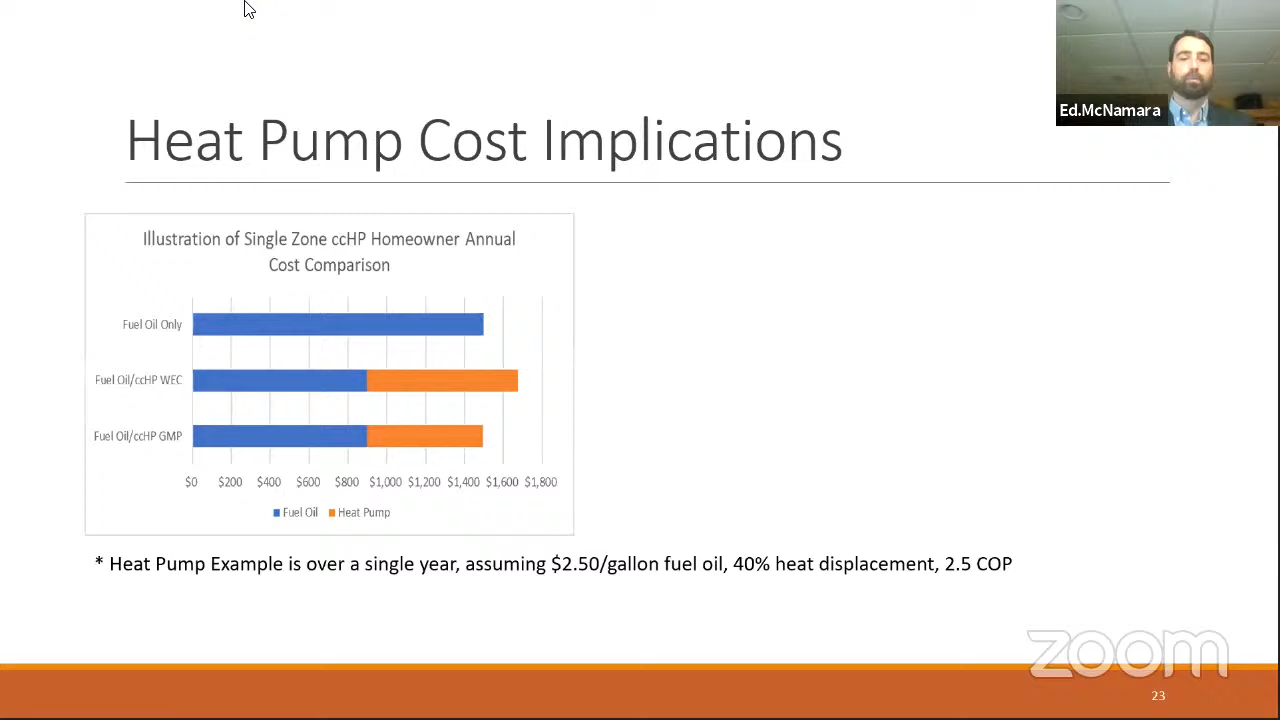 Ed.McNamara
Heat Pump Cost Implications
Illustration of Single Zone ccHP Homeowner Annual
Cost Comparison
Fuel Oil Only
Fuel Oil/ccHP WEC
Fuel Oil/ccHP GMP
$0 $200 $400 $600 $800 $1,000 $1,200 $1,400 $1,600 $1,800
Fuel Oil Heat Pump
* Heat Pump Example is over a single year, assuming $2.50/gallon fuel oil, 40% heat displacement, 2.5 COP
zoom
23